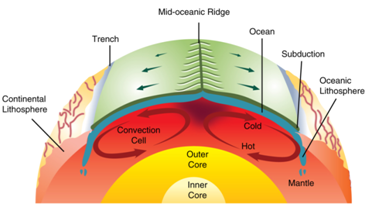 Mid-oceanic Ridge
Trench
Ocean
Subduction
Oceanic
Lithosphere
Continental
Lithosphere
Convection
Cell
Cold
Hot
Outer
Core
Mantle
Inner
Core